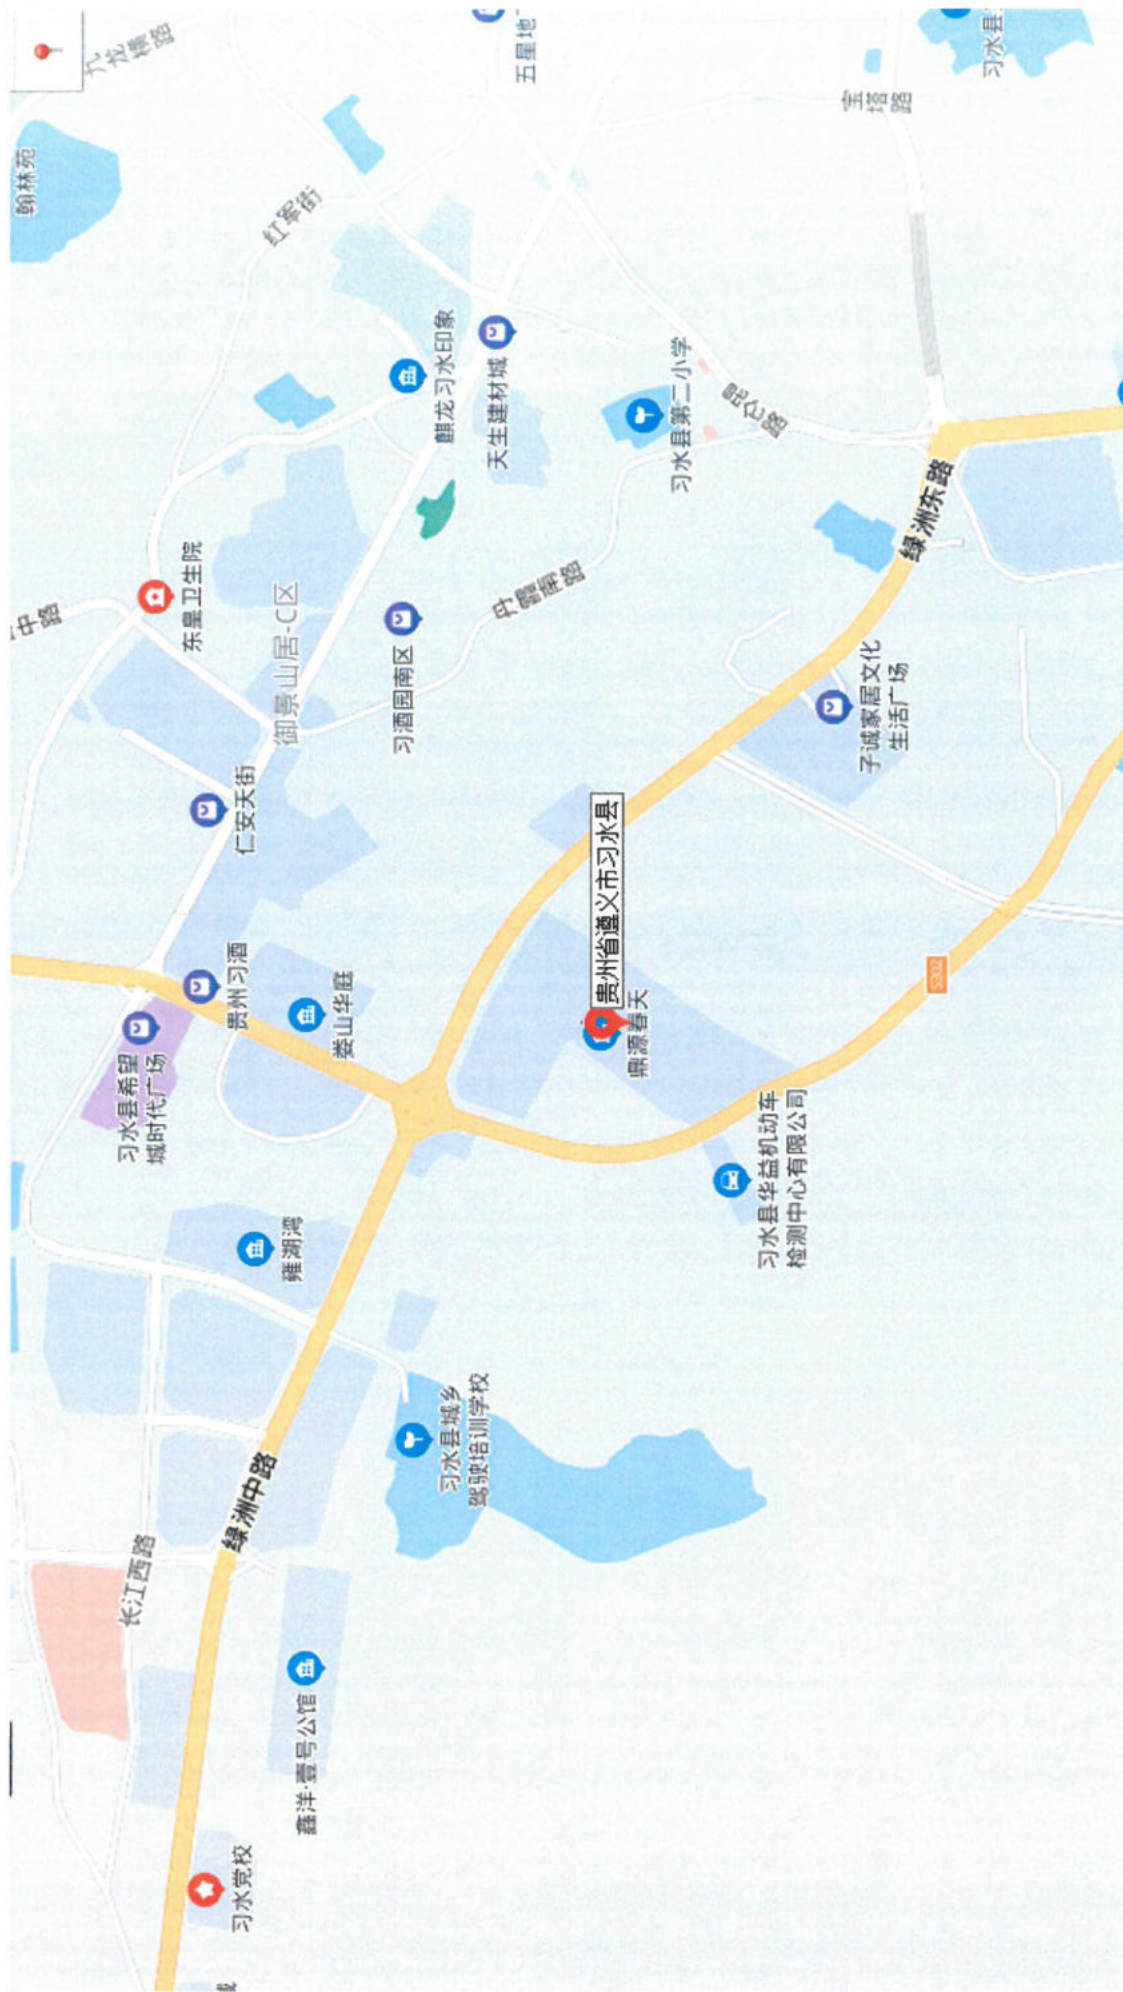 翰林苑
中路
九龙横路
习水县希望
城时代广场
长江西路
东皇卫生院
习水党校
贵州习酒
仁安天街
绿洲中路
御景山居-C区
红军街
雍湖湾
鑫洋·壹号公馆
娄山华庭
习酒园南区
麒龙习水印象
习水县城乡
驾驶培训学校
天生建材城
五星地
丹霞南路
贵州省遵义市习水县
鼎源春天
习水县第二小学
昆仑路
习水县华益机动车
检测中心有限公司
宝塔路
子诚家居文化
生活广场
绿洲东路
S302
习水县